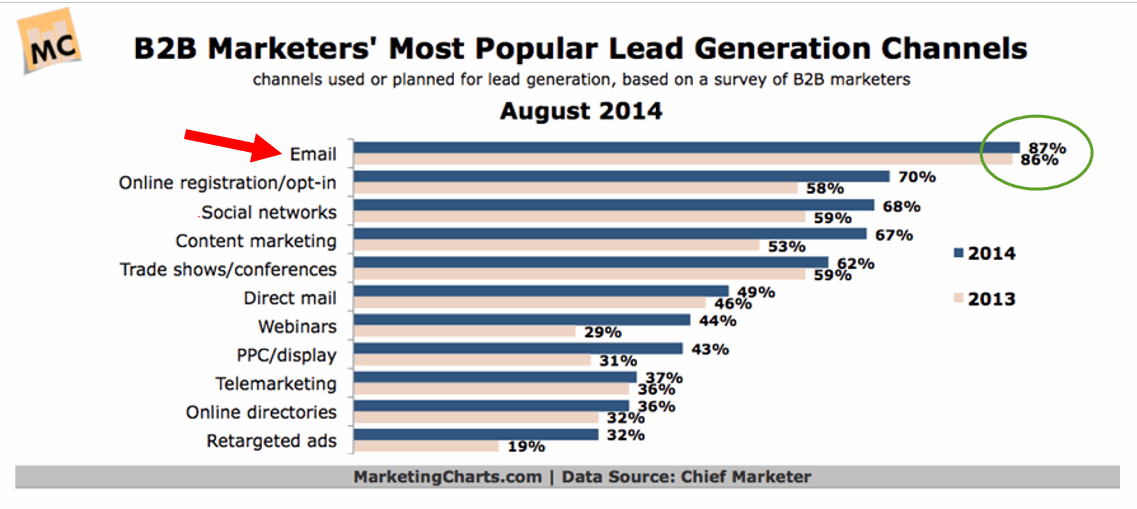 MC
B2B Marketers' Most Popular Lead Generation Channels
channels used or planned for lead generation, based on a survey of B2B marketers
August 2014
Email 87%
86%
Online registration/opt-in 70%
58%
Social networks 68%
59%
Content marketing 67%
53%
Trade shows/conferences 62%
59%
Direct mail 49%
46%
Webinars 44%
29%
PPC/display 43%
31%
Telemarketing 37%
36%
Online directories 36%
32%
Retargeted ads 32%
19%
2014
2013
MarketingCharts.com | Data Source: Chief Marketer